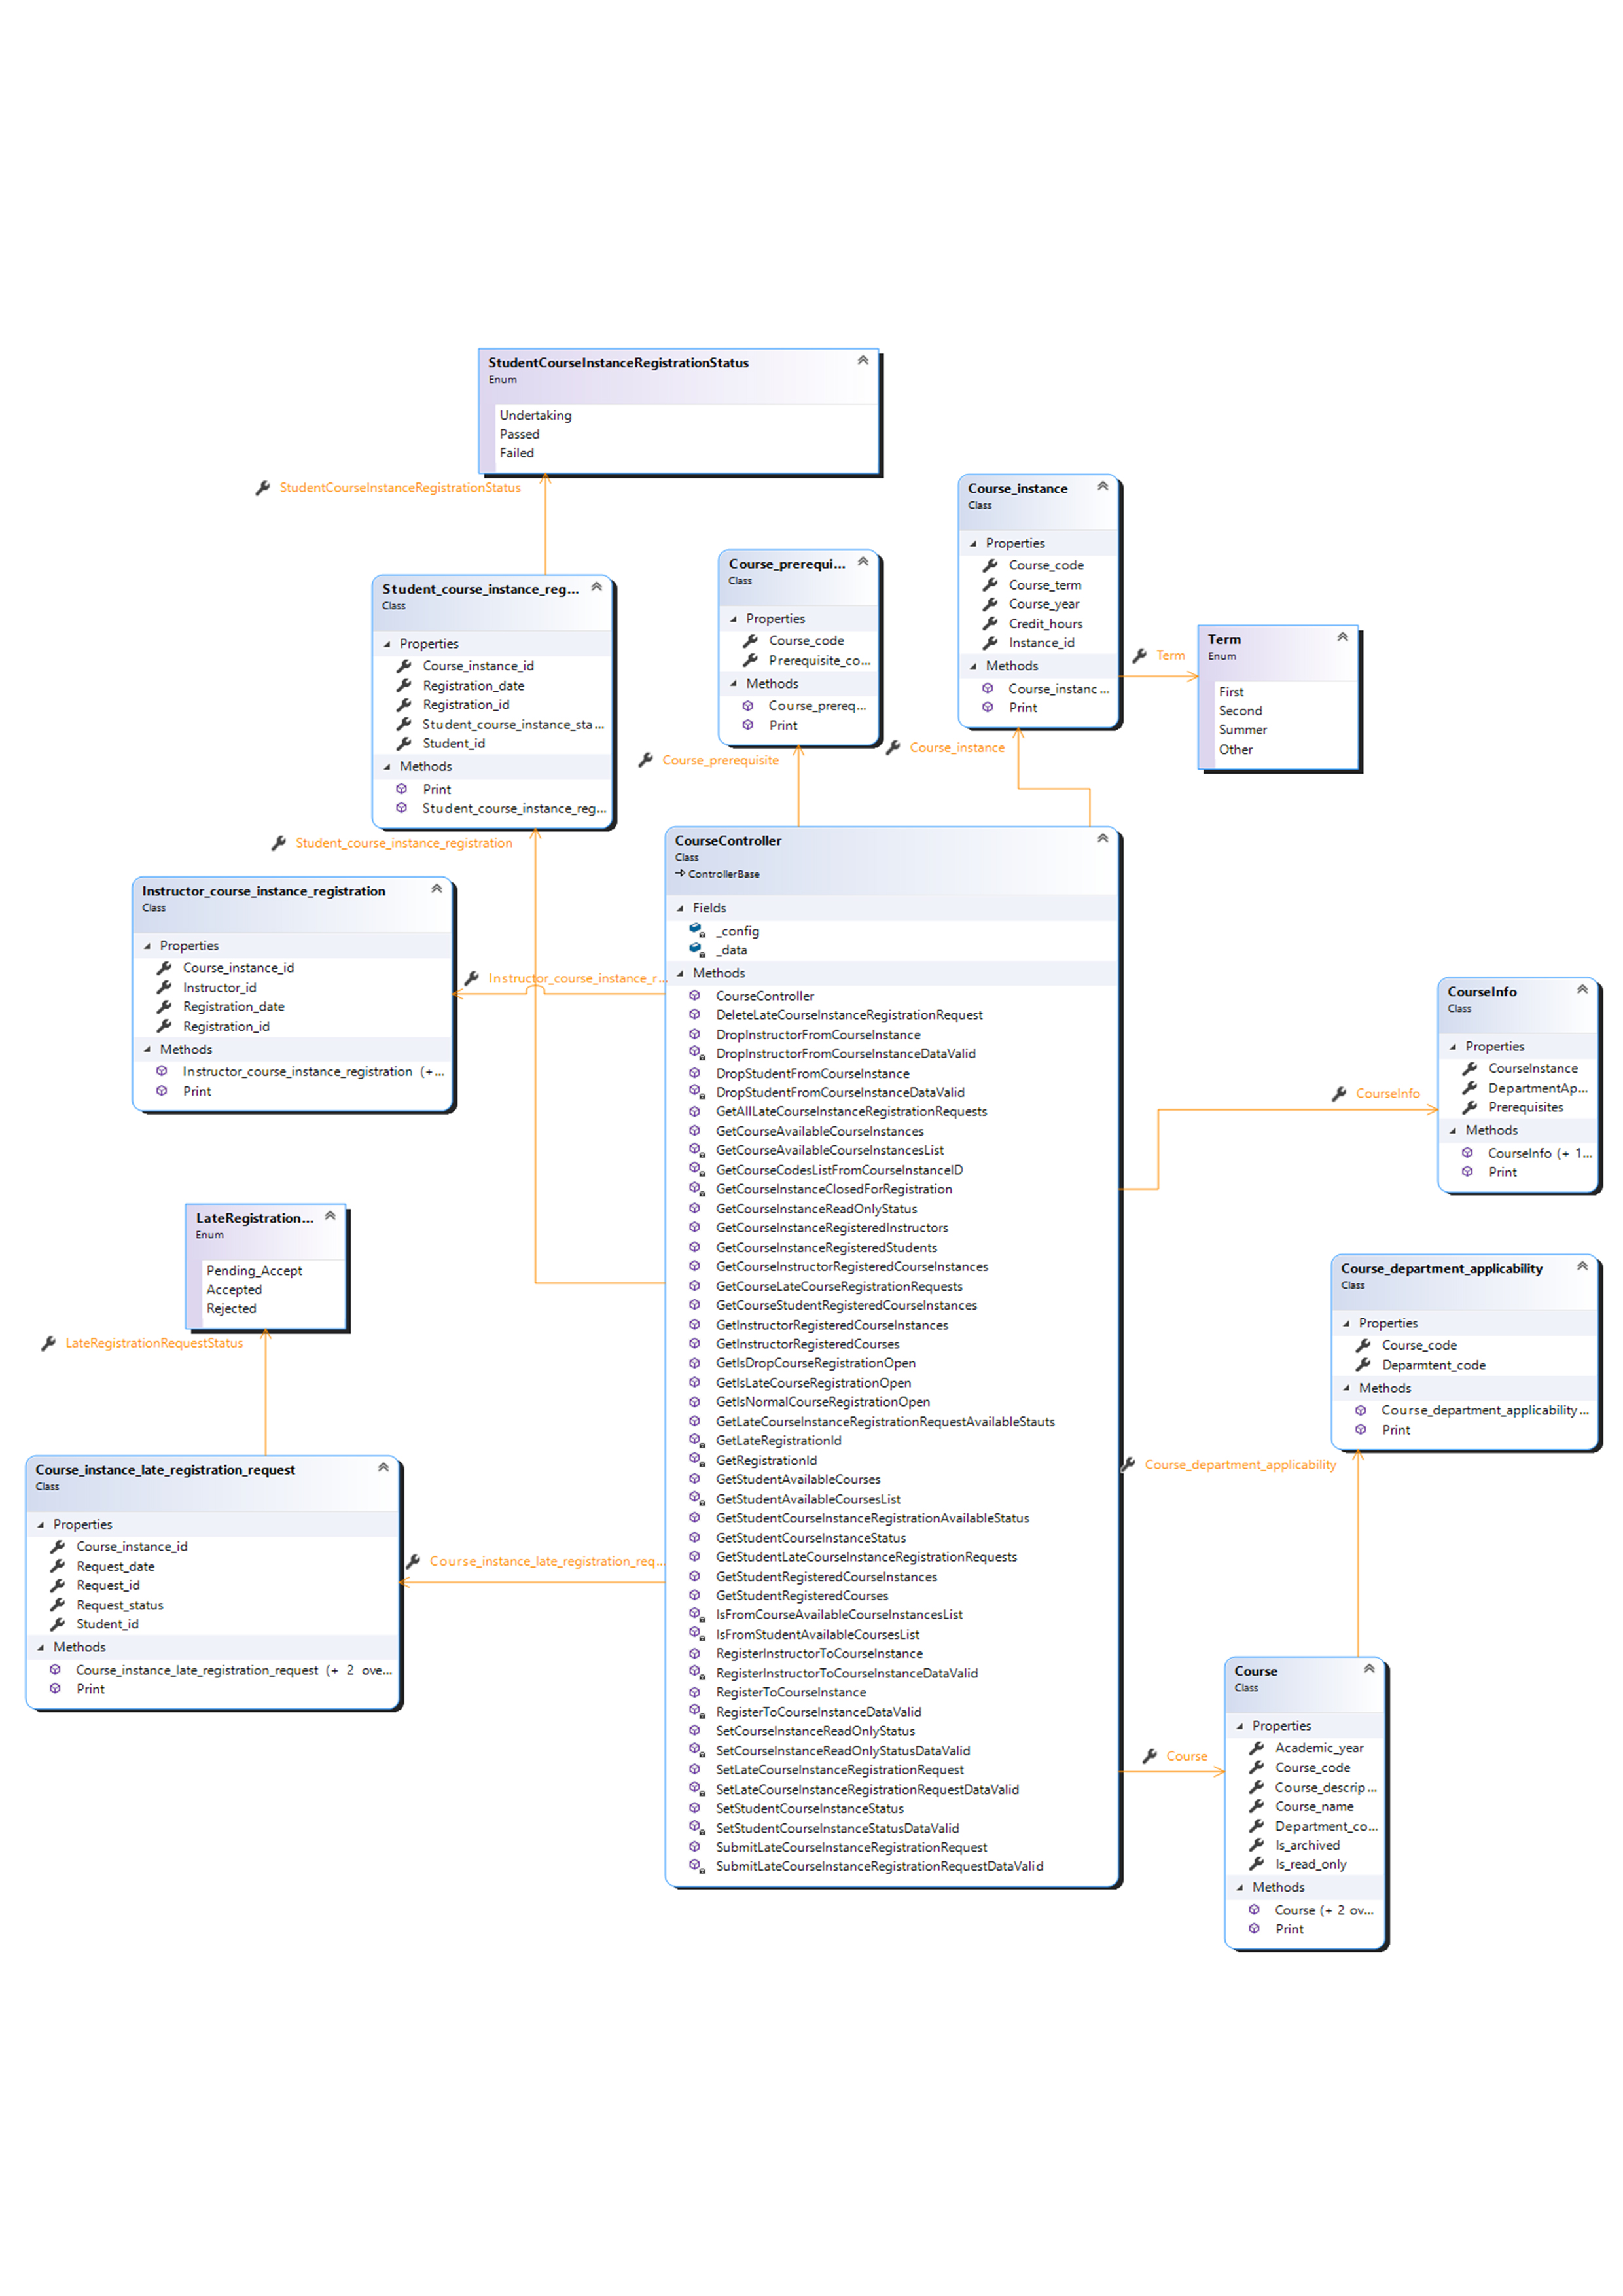 StudentCourseInstanceRegistrationStatus
Enum
Undertaking
Passed
Failed
StudentCourseInstanceRegistrationStatus
Course_instance
Class
Properties
Course_code
Course_term
Course_year
Credit_hours
Instance_id
Methods
Course_instanc...
Print
Course_prerequi...
Class
Properties
Course_code
Prerequisite_co...
Methods
Course_prereq...
Print
Student_course_instance_reg...
Class
Properties
Course_instance_id
Registration_date
Registration_id
Student_course_instance_sta...
Student_id
Methods
Print
Student_course_instance_reg...
Term
Term
Enum
First
Second
Summer
Other
Course_prerequisite
Course_instance
Student_course_instance_registration
Instructor_course_instance_registration
Class
Properties
Course_instance_id
Instructor_id
Registration_date
Registration_id
Methods
Instructor_course_instance_registration (+...
Print
Instructor_course_instance_r...
CourseController
Class
ControllerBase
Fields
_config
_data
Methods
CourseController
DeleteLateCourseInstanceRegistrationRequest
DropInstructorFromCourseInstance
DropInstructorFromCourseInstanceDataValid
DropStudentFromCourseInstance
DropStudentFromCourseInstanceDataValid
GetAllLateCourseInstanceRegistrationRequests
GetCourseAvailableCourseInstances
GetCourseAvailableCourseInstancesList
GetCourseCodesListFromCourseInstanceID
GetCourseInstanceClosedForRegistration
GetCourseInstanceReadOnlyStatus
GetCourseInstanceRegisteredInstructors
GetCourseInstanceRegisteredStudents
GetCourseInstructorRegisteredCourseInstances
GetCourseLateCourseRegistrationRequests
GetCourseStudentRegisteredCourseInstances
GetInstructorRegisteredCourseInstances
GetInstructorRegisteredCourses
GetIsDropCourseRegistrationOpen
GetIsLateCourseRegistrationOpen
GetIsNormalCourseRegistrationOpen
GetLateCourseInstanceRegistrationRequestAvailableStauts
GetLateRegistrationId
GetRegistrationId
GetStudentAvailableCourses
GetStudentAvailableCoursesList
GetStudentCourseInstanceRegistrationAvailableStatus
GetStudentCourseInstanceStatus
GetStudentLateCourseInstanceRegistrationRequests
GetStudentRegisteredCourseInstances
GetStudentRegisteredCourses
IsFromCourseAvailableCourseInstancesList
IsFromStudentAvailableCoursesList
RegisterInstructorToCourseInstance
RegisterInstructorToCourseInstanceDataValid
RegisterToCourseInstance
RegisterToCourseInstanceDataValid
SetCourseInstanceReadOnlyStatus
SetCourseInstanceReadOnlyStatusDataValid
SetLateCourseInstanceRegistrationRequest
SetLateCourseInstanceRegistrationRequestDataValid
SetStudentCourseInstanceStatus
SetStudentCourseInstanceStatusDataValid
SubmitLateCourseInstanceRegistrationRequest
SubmitLateCourseInstanceRegistrationRequestDataValid
CourseInfo
CourseInfo
Class
Properties
CourseInstance
DepartmentAp...
Prerequisites
Methods
CourseInfo (+ 1...
Print
LateRegistration...
Enum
Pending_Accept
Accepted
Rejected
LateRegistrationRequestStatus
Course_department_applicability
Class
Properties
Course_code
Deparmtent_code
Methods
Course_department_applicability...
Print
Course_department_applicability
Course_instance_late_registration_request
Class
Properties
Course_instance_id
Request_date
Request_id
Request_status
Student_id
Methods
Course_instance_late_registration_request (+ 2 ove...
Print
Course_instance_late_registration_req...
Course
Course
Class
Properties
Academic_year
Course_code
Course_descrip...
Course_name
Department_co...
Is_archived
Is_read_only
Methods
Course (+ 2 ov...
Print